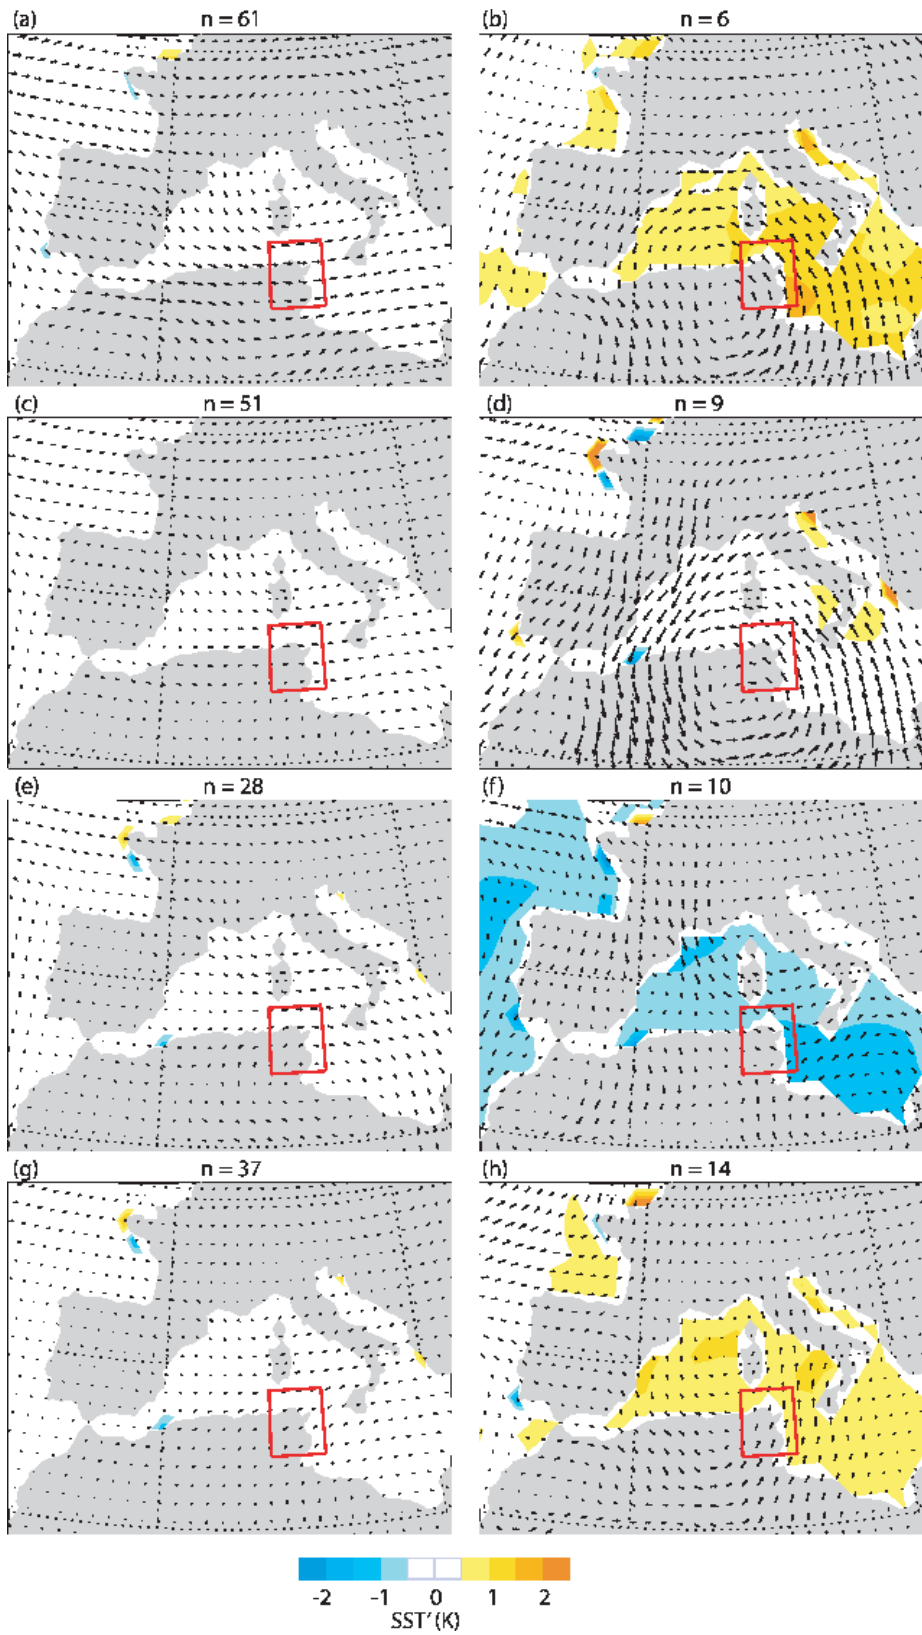 (a) n = 61
(b) n = 6
(c) n = 51
(d) n = 9
(e) n = 28
(f) n = 10
(g) n = 37
(h) n = 14
-2 -1 0 1 2
SST′(K)